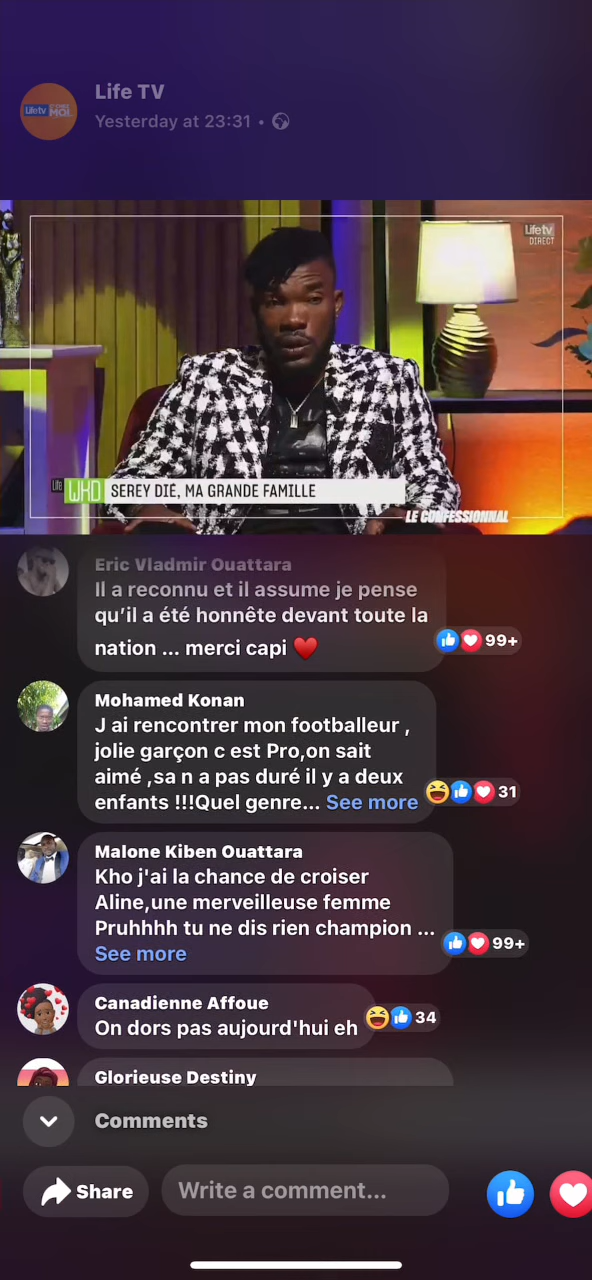 Life TV
Yesterday at 23:31 •
Lifetv
MOI.
Lifetv
DIRECT
Life
WKD
SEREY DIÉ, MA GRANDE FAMILLE
LE CONFESSIONNAL
Eric Vladmir Ouattara
Il a reconnu et il assume je pense
qu’il a été honnête devant toute la
nation ... merci capi ♥️
99+
Mohamed Konan
J ai rencontrer mon footballeur ,
jolie garçon c est Pro,on sait
aimé ,sa n a pas duré il y a deux
enfants !!!Quel genre... See more
31
Malone Kiben Ouattara
Kho j'ai la chance de croiser
Aline,une merveilleuse femme
Pruhhhh tu ne dis rien champion ...
See more
99+
Canadienne Affoue
On dors pas aujourd'hui eh
34
Glorieuse Destiny
Comments
Share
Write a comment...